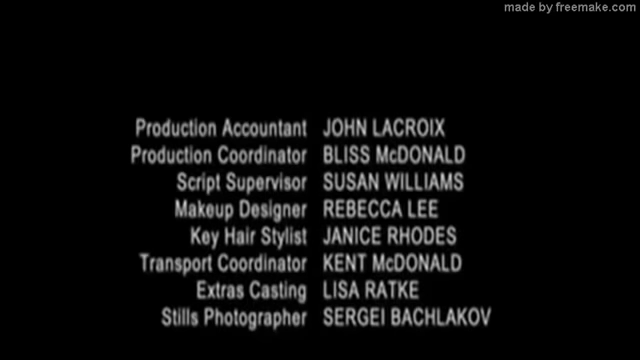 made by freemake.com
Production Accountant JOHN LACROIX
Production Coordinator BLISS McDONALD
Script Supervisor SUSAN WILLIAMS
Makeup Designer REBECCA LEE
Key Hair Stylist JANICE RHODES
Transport Coordinator KENT McDONALD
Extras Casting LISA RATKE
Stills Photographer SERGEI BACHLAKOV